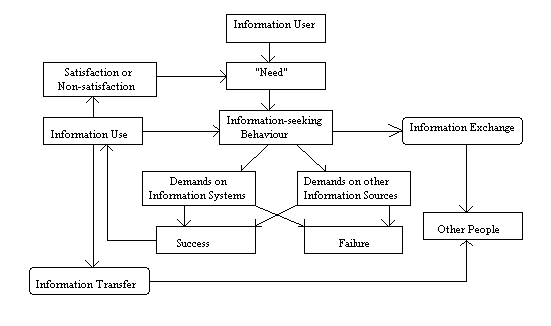 Information User
Satisfaction or
Non-satisfaction
"Need"
Information Use
Information-seeking
Behaviour
Information Exchange
Demands on
Information Systems
Demands on other
Information Sources
Success
Failure
Other People
Information Transfer